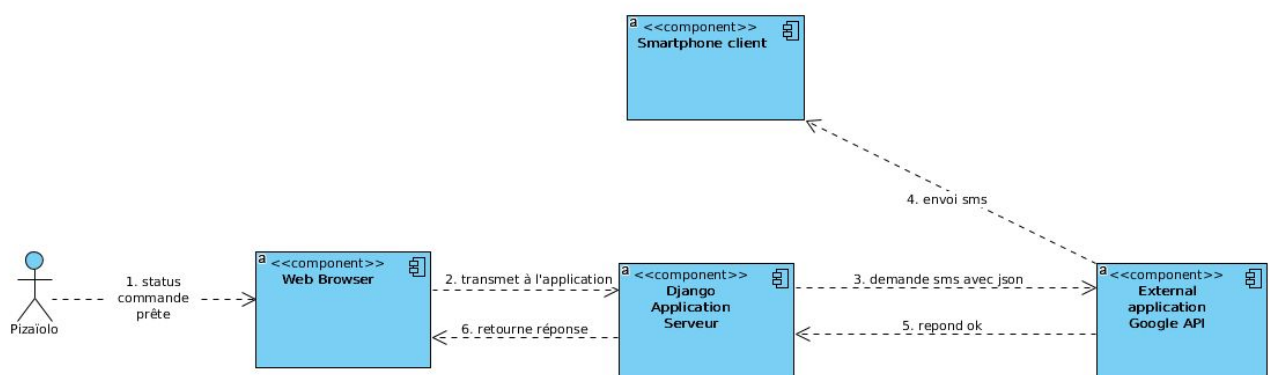 a
<<component>>
Smartphone client
4. envoi sms
a
<<component>>
Web Browser
a
<<component>>
Django
Application
Serveur
a
<<component>>
External
application
Google API
1. status
commande
prête
2. transmet à l'application
3. demande sms avec json
6. retourne réponse
5. repond ok
Pizaïolo